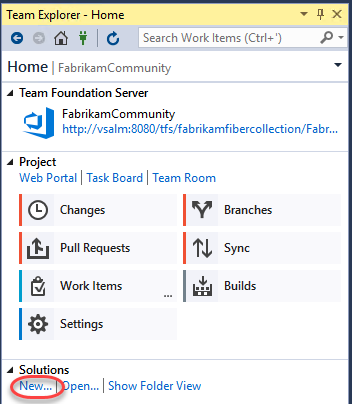 Team Explorer - Home
Search Work Items (Ctrl+')
Home | FabrikamCommunity
Team Foundation Server
FabrikamCommunity
http://vsalm:8080/tfs/fabrikamfibercollection/Fabr...
Project
Web Portal | Task Board | Team Room
Changes
Branches
Pull Requests
Sync
Work Items ...
Builds
Settings
Solutions
New... | Open... | Show Folder View